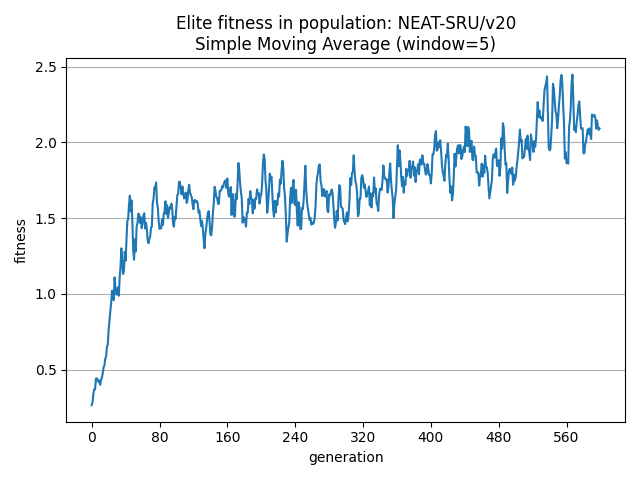 Elite fitness in population: NEAT-SRU/v20
Simple Moving Average (window=5)
2.5
2.0
1.5
1.0
0.5
fitness
0 80 160 240 320 400 480 560
generation